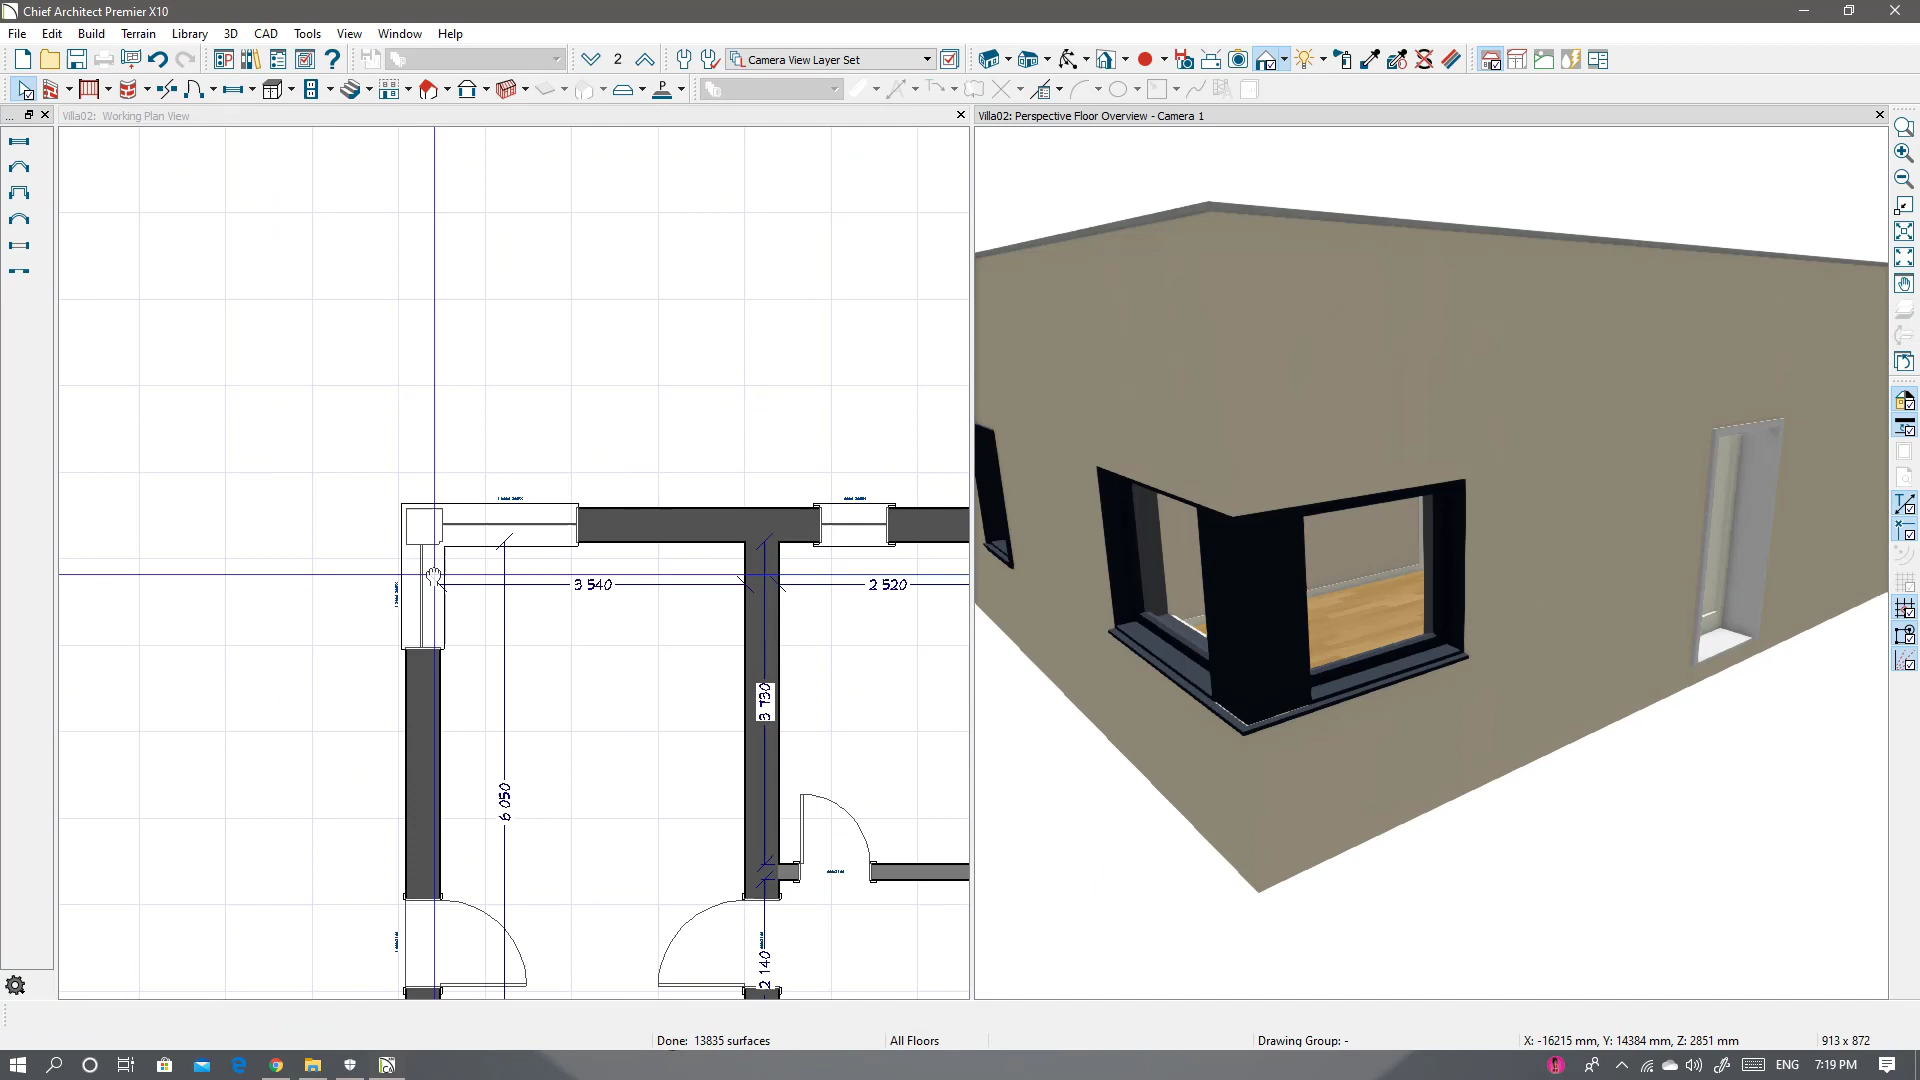 Chief Architect Premier X10
File Edit Build Terrain Library 3D CAD Tools View Window Help
2 Camera View Layer Set
P
... Villa02: Working Plan View
Villa02: Perspective Floor Overview - Camera 1
3 540
2 520
3 730
6 050
2 140
Done: 13835 surfaces All Floors Drawing Group: - X: -16215 mm, Y: 14384 mm, Z: 2851 mm 913 x 872
ENG 7:19 PM